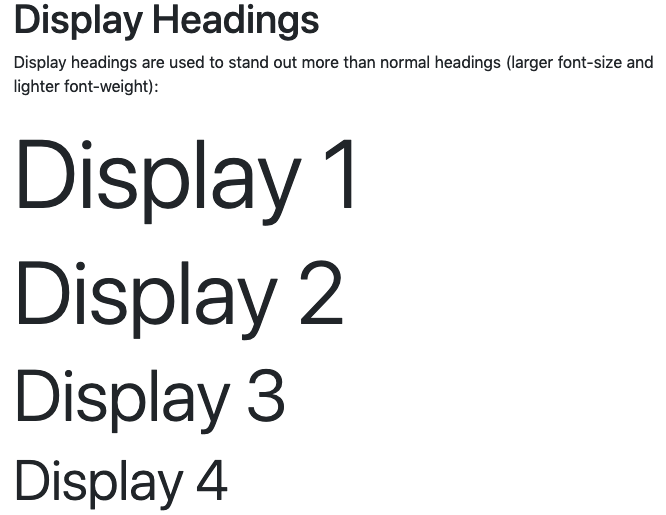 Display Headings
Display headings are used to stand out more than normal headings (larger font-size and
lighter font-weight):
Display 1
Display 2
Display 3
Display 4